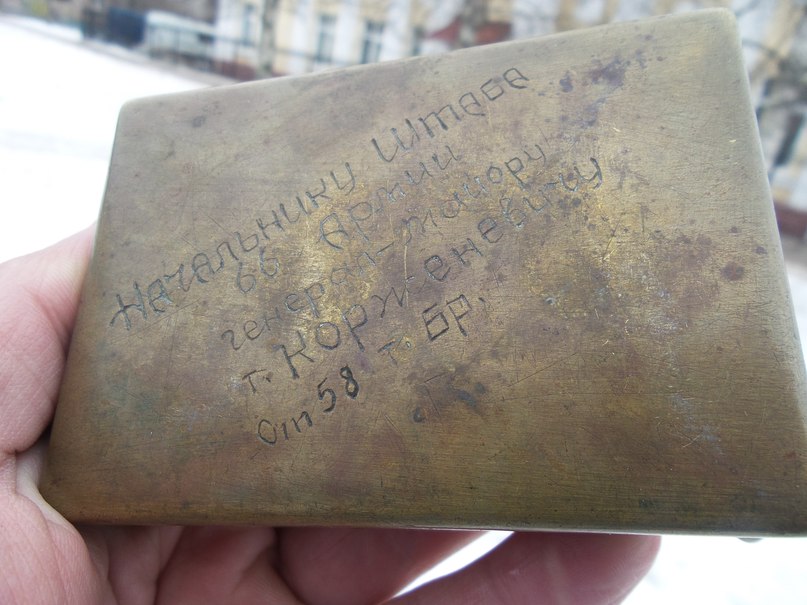 Начальнику Штаба
66 Армии
генерал-майору
т. Корженевичу
От 58 т. Бр.